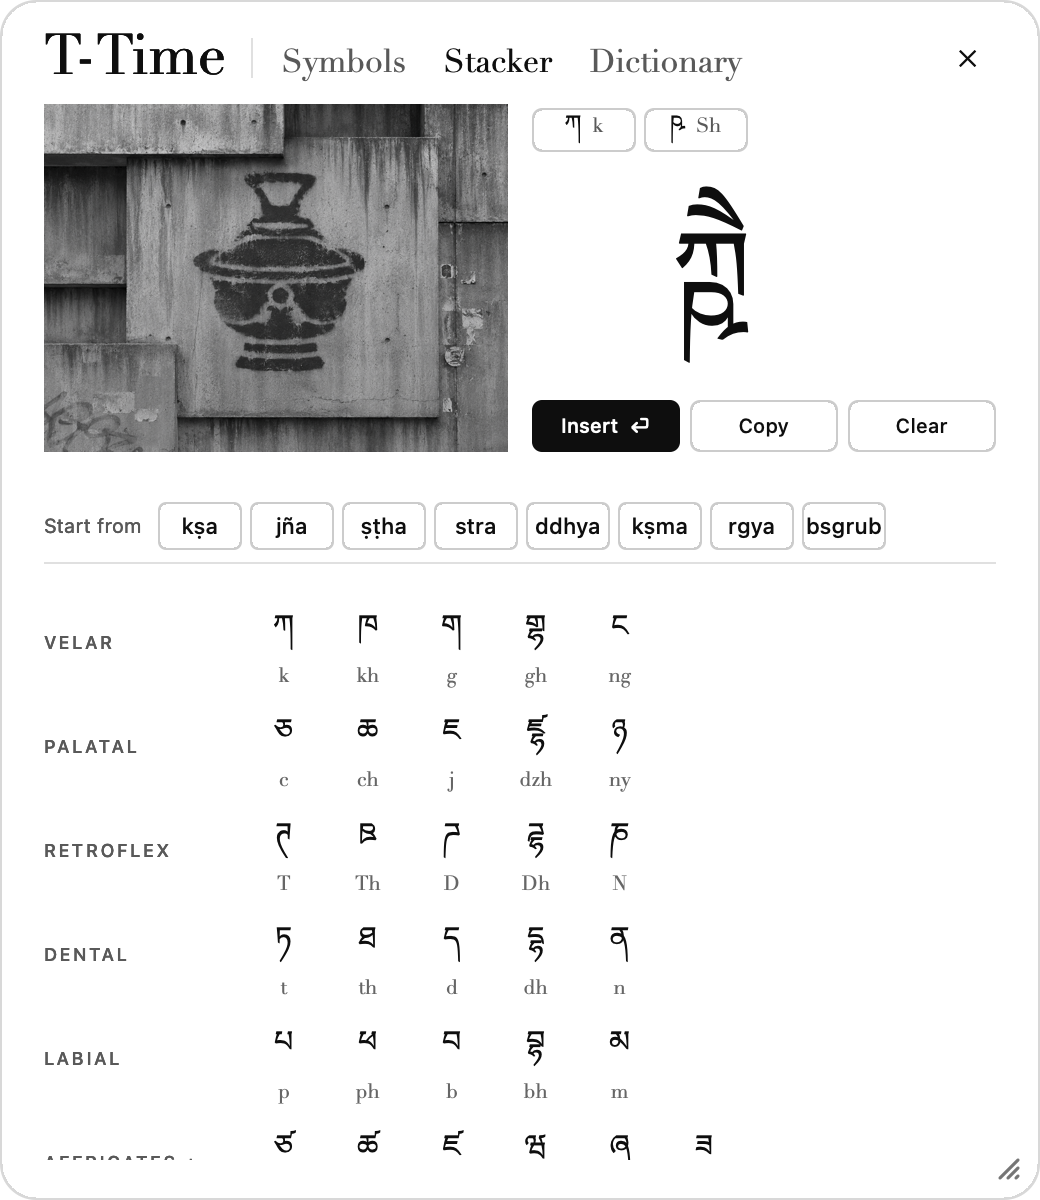 T-Time Symbols Stacker Dictionary
ཀ k ཥ Sh
ཀྵཻ
Insert Copy Clear
Start from kṣa jña ṣṭha stra ddhya kṣma rgya bsgrub
VELAR ཀ ཁ ག གྷ ང
k kh g gh ng
PALATAL ཅ ཆ ཇ ཛྷ ཉ
c ch j dzh ny
RETROFLEX ཊ ཋ ཌ ཌྷ ཎ
T Th D Dh N
DENTAL ཏ ཐ ད དྷ ན
t th d dh n
LABIAL པ ཕ བ བྷ མ
p ph b bh m
AFFRICATES ཙ ཚ ཛ ཝ ཞ ཟ